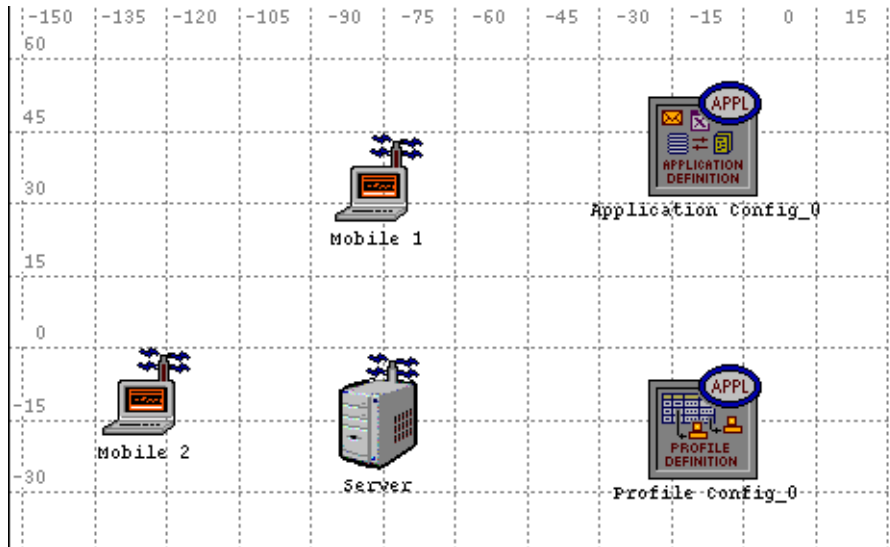 -150 -135 -120 -105 -90 -75 -60 -45 -30 -15 0 15
60
APPL
45
APPLICATION
DEFINITION
30
Application Config_0
Mobile 1
15
0
APPL
-15
PROFILE
DEFINITION
Mobile 2
-30
Server
Profile Config_0